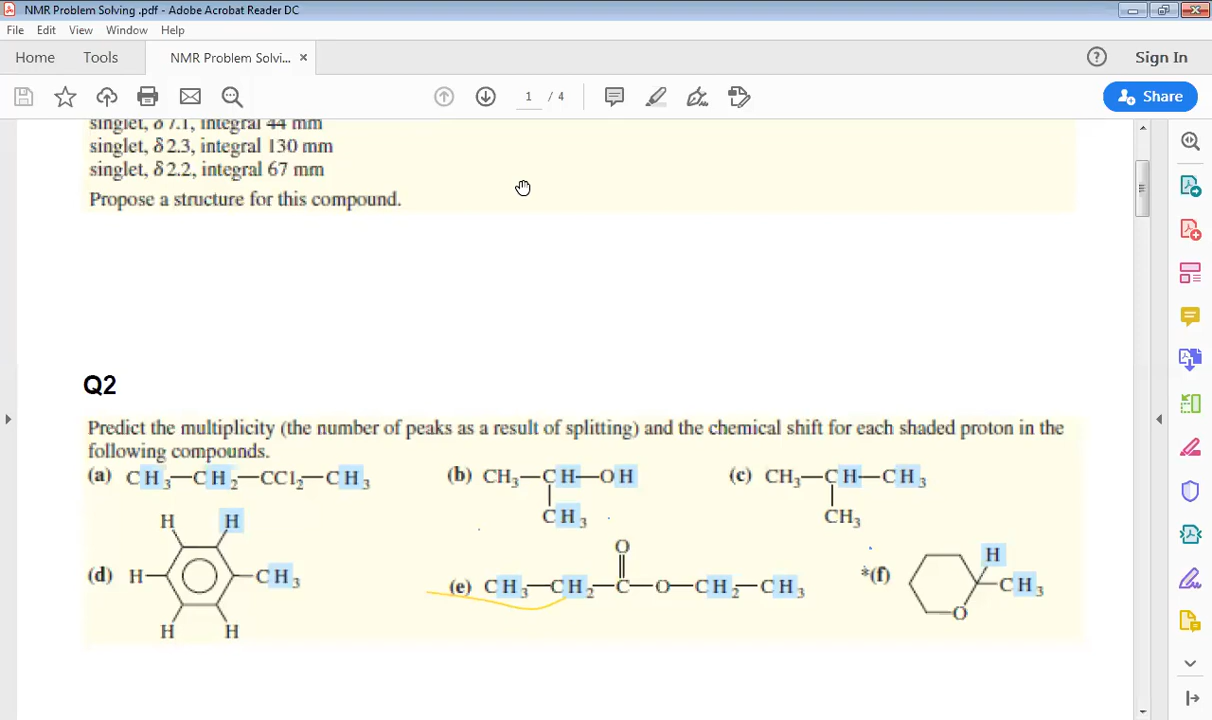 NMR Problem Solving .pdf - Adobe Acrobat Reader DC
File Edit View Window Help
Home Tools NMR Problem Solvi... × ? Sign In
1 / 4 Share
singlet, δ 7.1, integral 44 mm
singlet, δ 2.3, integral 130 mm
singlet, δ 2.2, integral 67 mm
Propose a structure for this compound.
Q2
Predict the multiplicity (the number of peaks as a result of splitting) and the chemical shift for each shaded proton in the
following compounds.
(a) CH₃—CH₂—CCl₂—CH₃ (b) CH₃—CH—OH (c) CH₃—CH—CH₃
CH₃ CH₃
H H
O
(d) H CH₃ (e) CH₃—CH₂—C—O—CH₂—CH₃ *(f) H CH₃
O
H H